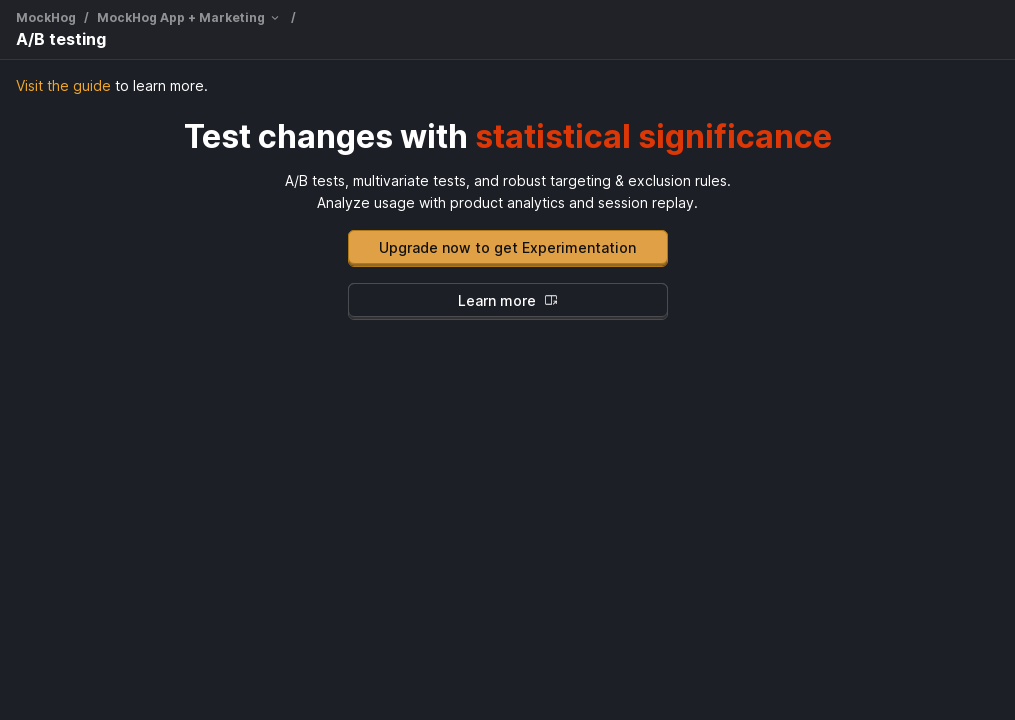 MockHog / MockHog App + Marketing /
A/B testing
Visit the guide to learn more.
Test changes with statistical significance
A/B tests, multivariate tests, and robust targeting & exclusion rules.
Analyze usage with product analytics and session replay.
Upgrade now to get Experimentation
Learn more